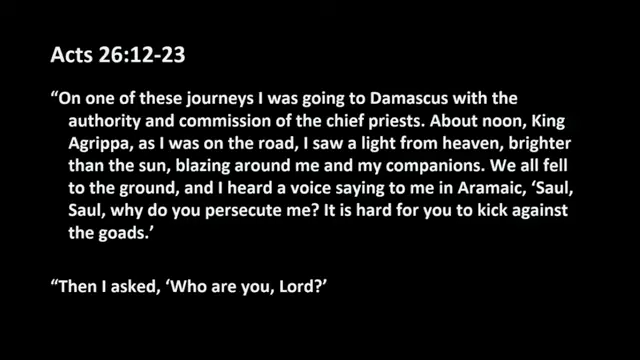 Acts 26:12-23
“On one of these journeys I was going to Damascus with the
authority and commission of the chief priests. About noon, King
Agrippa, as I was on the road, I saw a light from heaven, brighter
than the sun, blazing around me and my companions. We all fell
to the ground, and I heard a voice saying to me in Aramaic, ‘Saul,
Saul, why do you persecute me? It is hard for you to kick against
the goads.’
“Then I asked, ‘Who are you, Lord?’